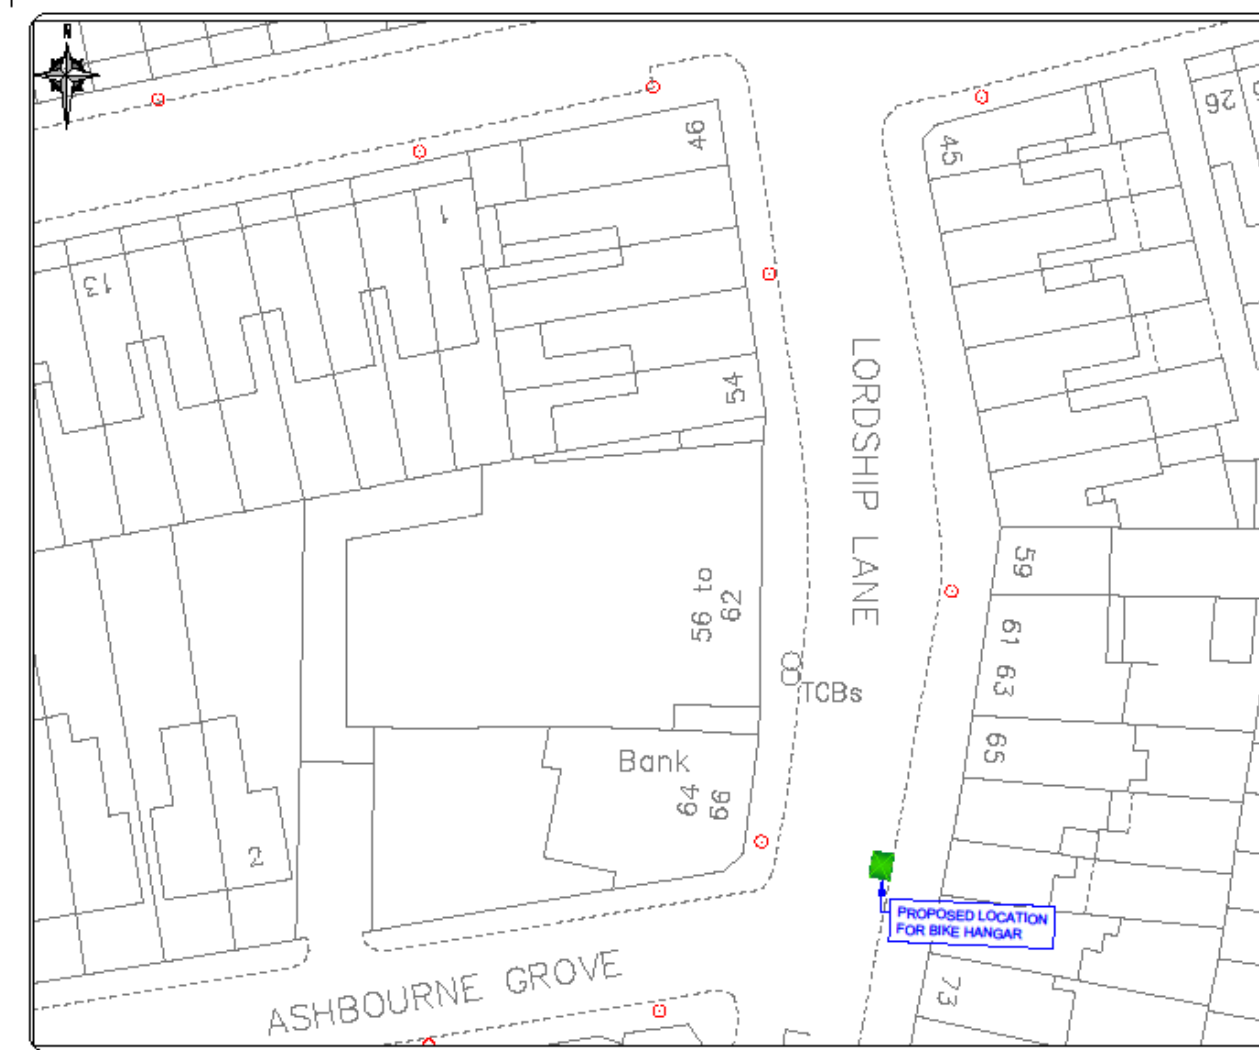 N
46
45
26
1
13
54
LORDSHIP LANE
56 to
62
59
61
63
TCBs
65
Bank
64
66
2
PROPOSED LOCATION
FOR BIKE HANGAR
ASHBOURNE GROVE
73